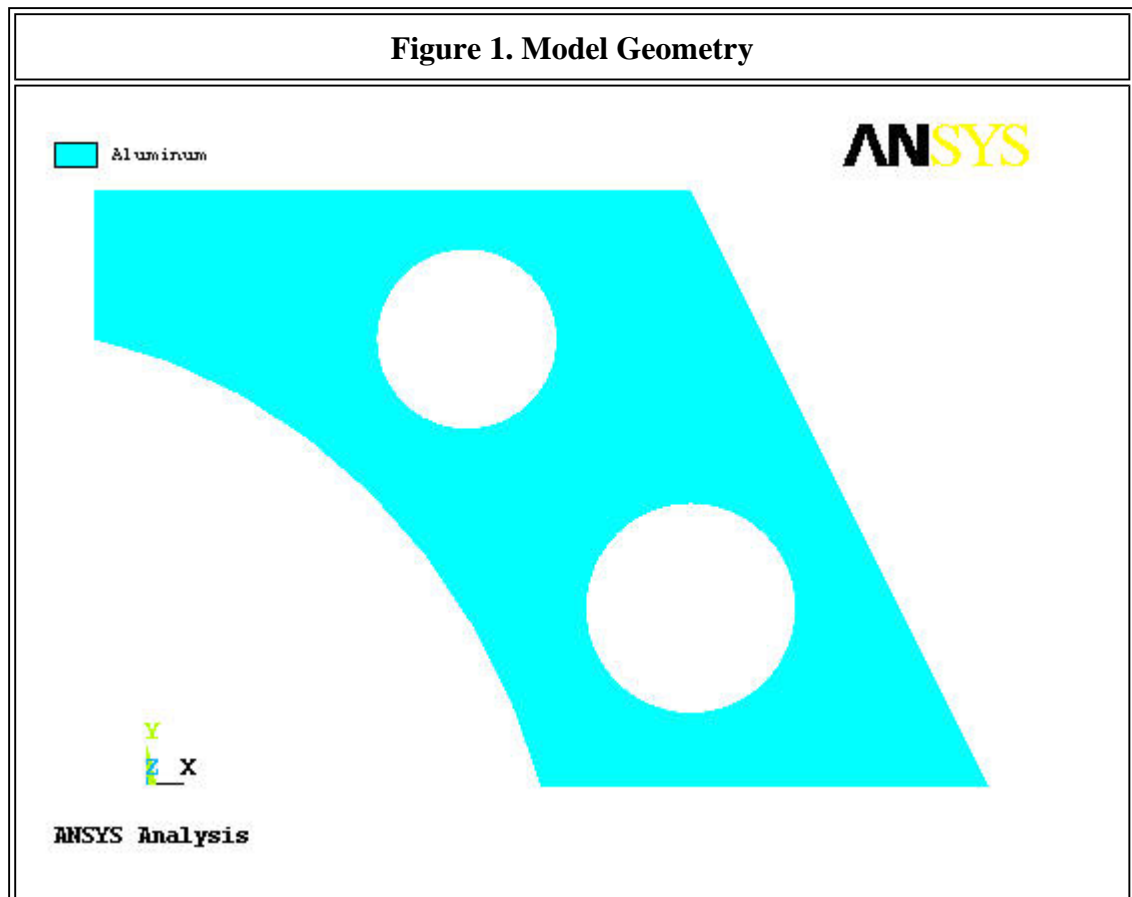 Figure 1. Model Geometry
Aluminum
ANSYS
Y
Z X
ANSYS Analysis